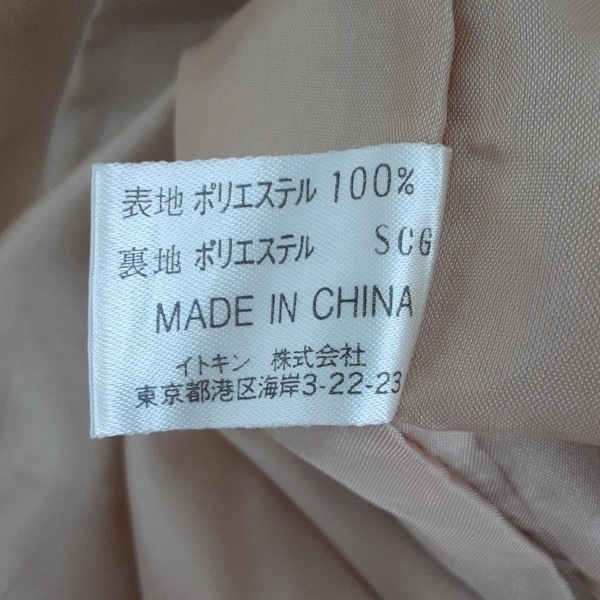 表地 ポリエステル 100%
裏地 ポリエステル SCG
MADE IN CHINA
イトキン 株式会社
東京都港区海岸3-22-23